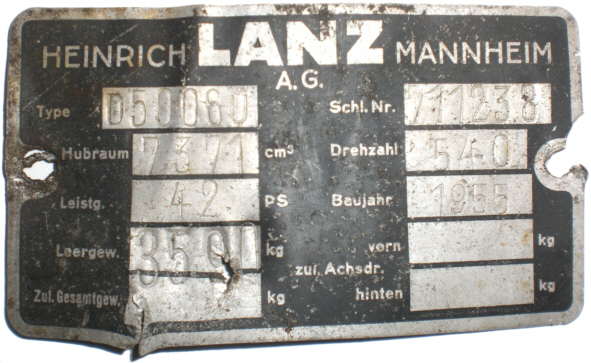 HEINRICH LANZ MANNHEIM
A.G.
Type D5006U Schl. Nr. 711238
Hubraum 7371 cm³ Drehzahl 540
Leistg. 42 PS Baujahr 1955
Leergew. 3500 kg vorn kg
zul. Achsdr.
Zul. Gesamtgew. kg hinten kg